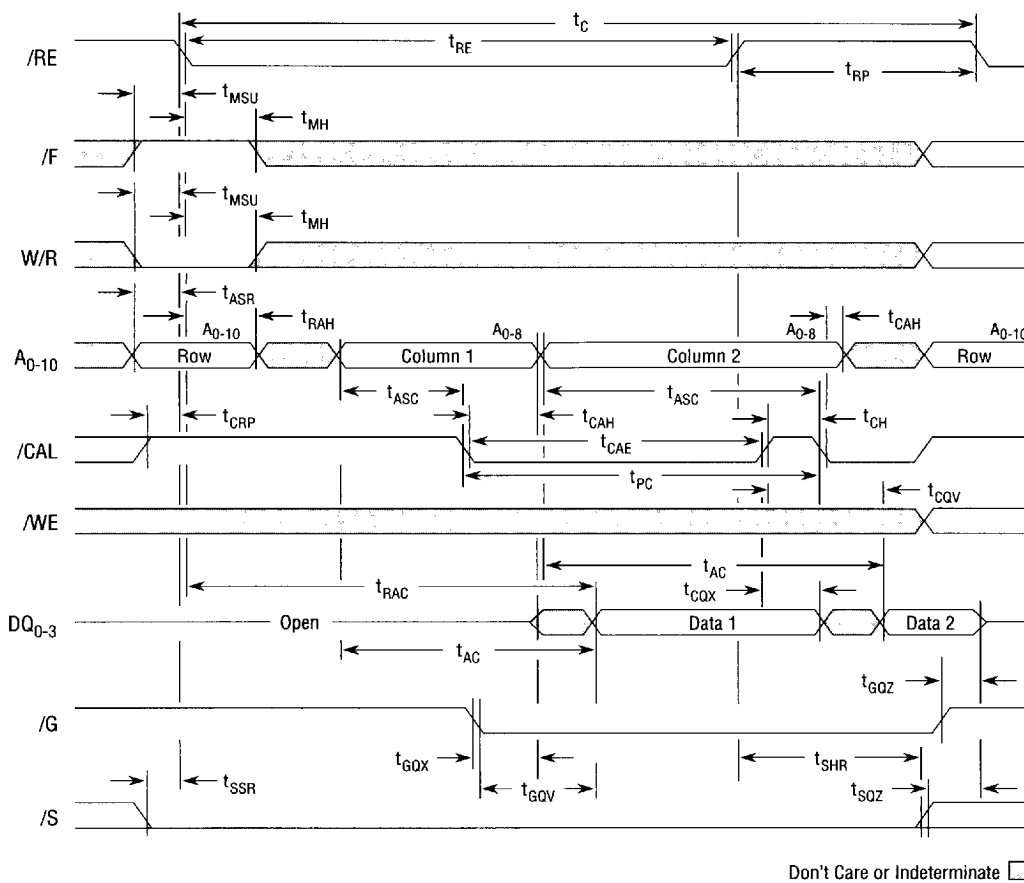 tC
/RE
tRE
tRP
tMSU
tMH
/F
tMSU
tMH
W/R
tASR
tRAH
tCAH
A0-10
A0-10
Row
Column 1
A0-8
Column 2
A0-8
A0-10
Row
tASC
tASC
tCRP
tCAH
tCH
/CAL
tCAE
tPC
tCQV
/WE
tAC
tRAC
tCQX
DQ0-3
Open
Data 1
Data 2
tAC
tGQZ
/G
tGQX
tSHR
tSSR
tGQV
tSQZ
/S
Don't Care or Indeterminate